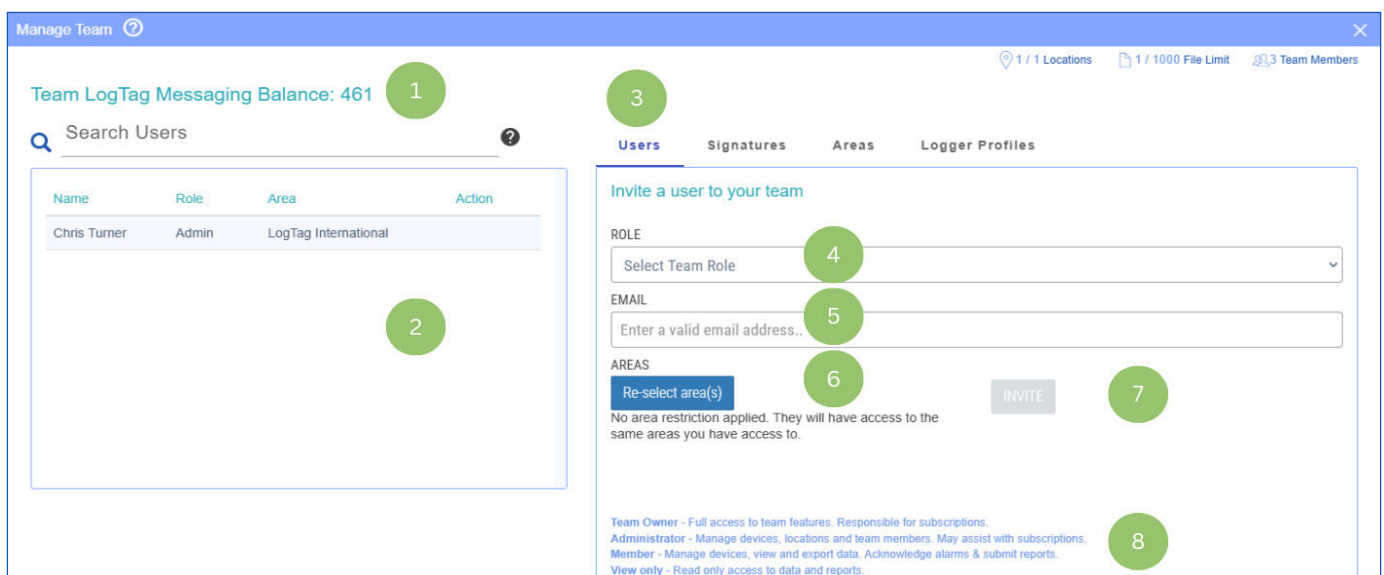 Manage Team ?
1 / 1 Locations 1 / 1000 File Limit 3 Team Members
Team LogTag Messaging Balance: 461
1
Search Users ?
Name Role Area Action
Chris Turner Admin LogTag International
2
3
Users Signatures Areas Logger Profiles
Invite a user to your team
ROLE
Select Team Role
4
EMAIL
Enter a valid email address..
5
AREAS
6
Re-select area(s) INVITE
7
No area restriction applied. They will have access to the
same areas you have access to.
Team Owner - Full access to team features. Responsible for subscriptions.
Administrator - Manage devices, locations and team members. May assist with subscriptions.
8
Member - Manage devices, view and export data. Acknowledge alarms & submit reports.
View only - Read only access to data and reports.